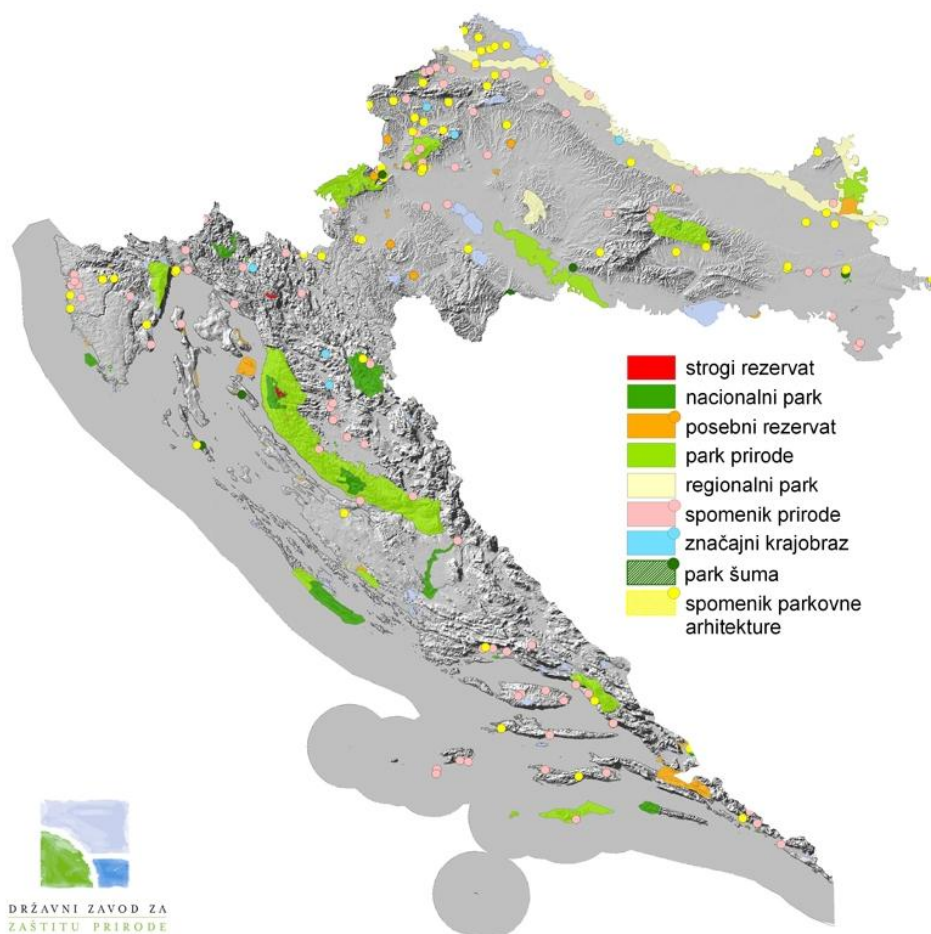 strogi rezervat
nacionalni park
posebni rezervat
park prirode
regionalni park
spomenik prirode
značajni krajobraz
park šuma
spomenik parkovne
arhitekture
DRŽAVNI ZAVOD ZA
ZAŠTITU PRIRODE